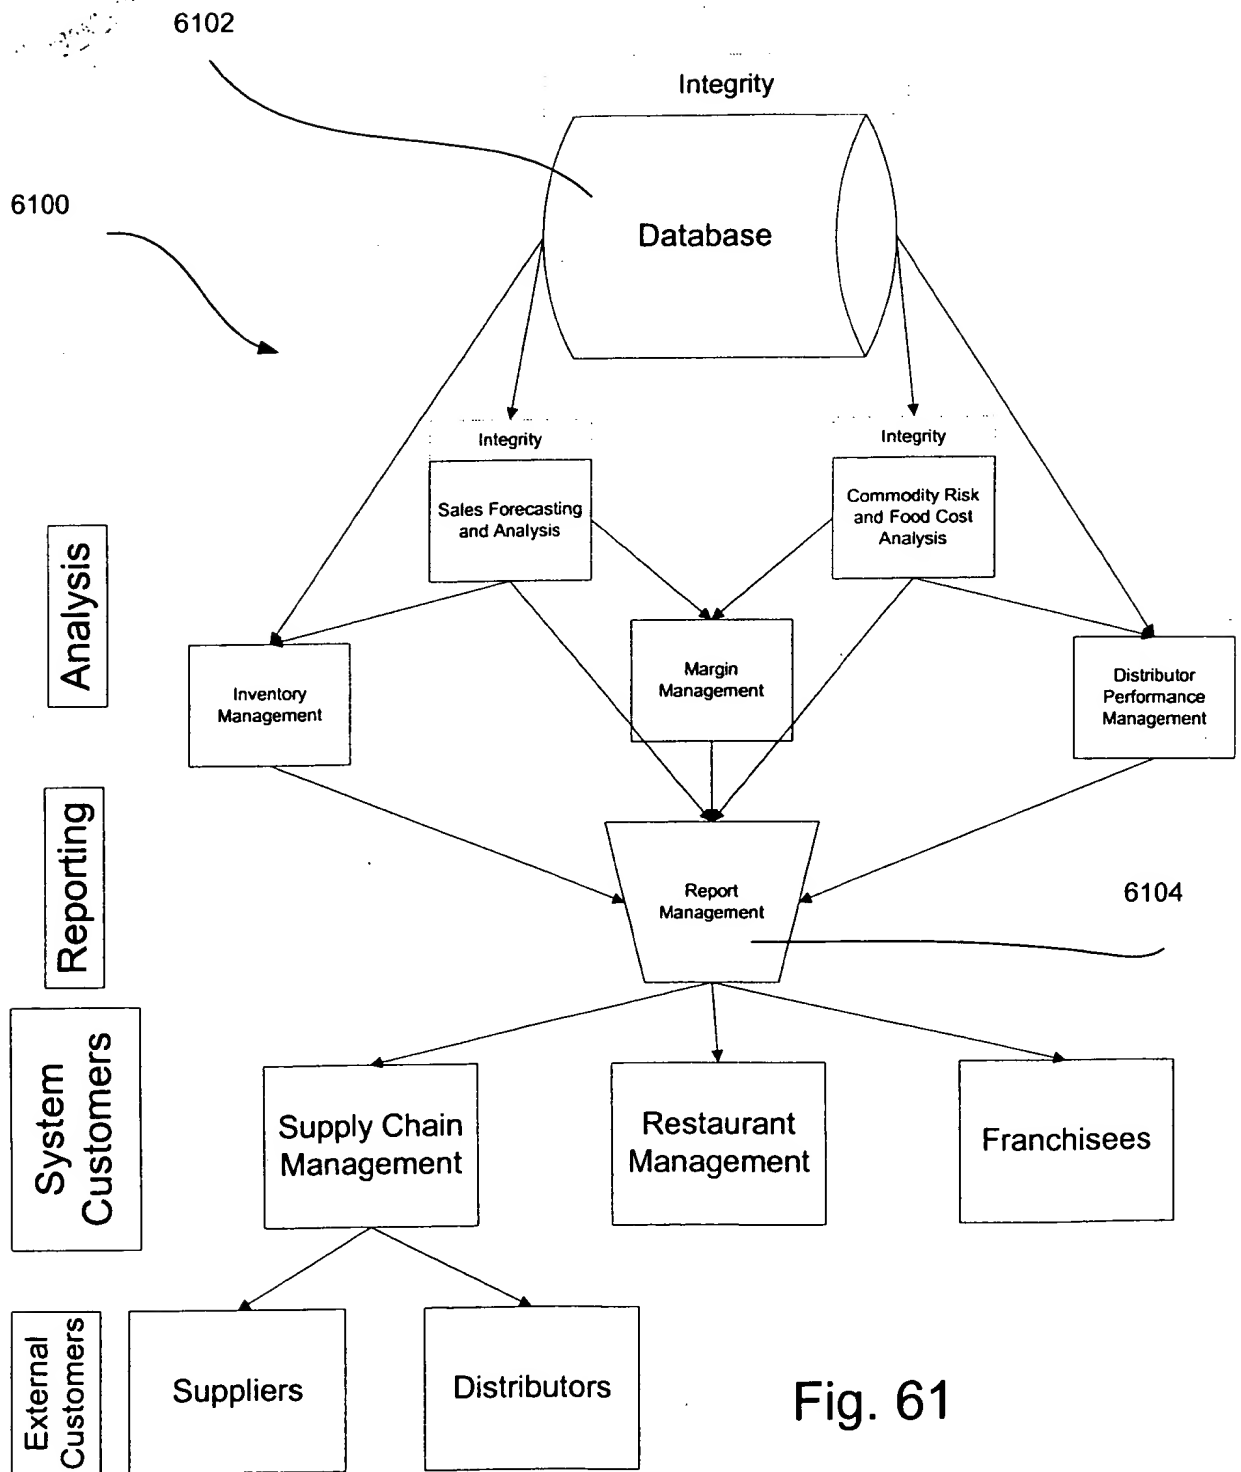 6102
Integrity
6100
Database
Integrity
Integrity
Sales Forecasting
and Analysis
Commodity Risk
and Food Cost
Analysis
Analysis
Inventory
Management
Margin
Management
Distributor
Performance
Management
Reporting
Report
Management
6104
System
Customers
Supply Chain
Management
Restaurant
Management
Franchisees
External
Customers
Suppliers
Distributors
Fig. 61